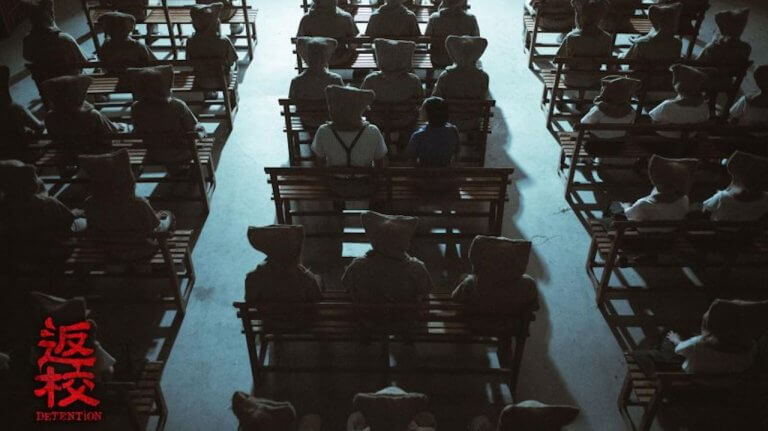 返
校
DETENTION